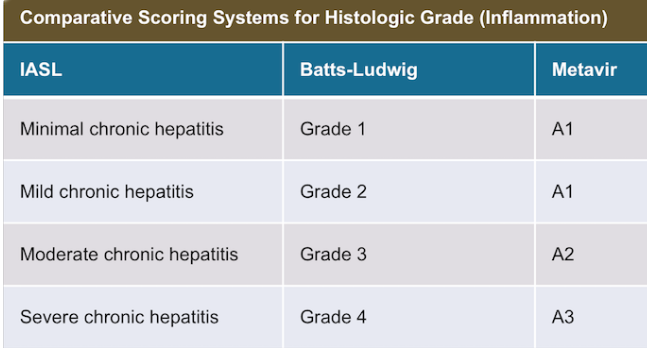 Comparative Scoring Systems for Histologic Grade (Inflammation)
IASL Batts-Ludwig Metavir
Minimal chronic hepatitis Grade 1 A1
Mild chronic hepatitis Grade 2 A1
Moderate chronic hepatitis Grade 3 A2
Severe chronic hepatitis Grade 4 A3